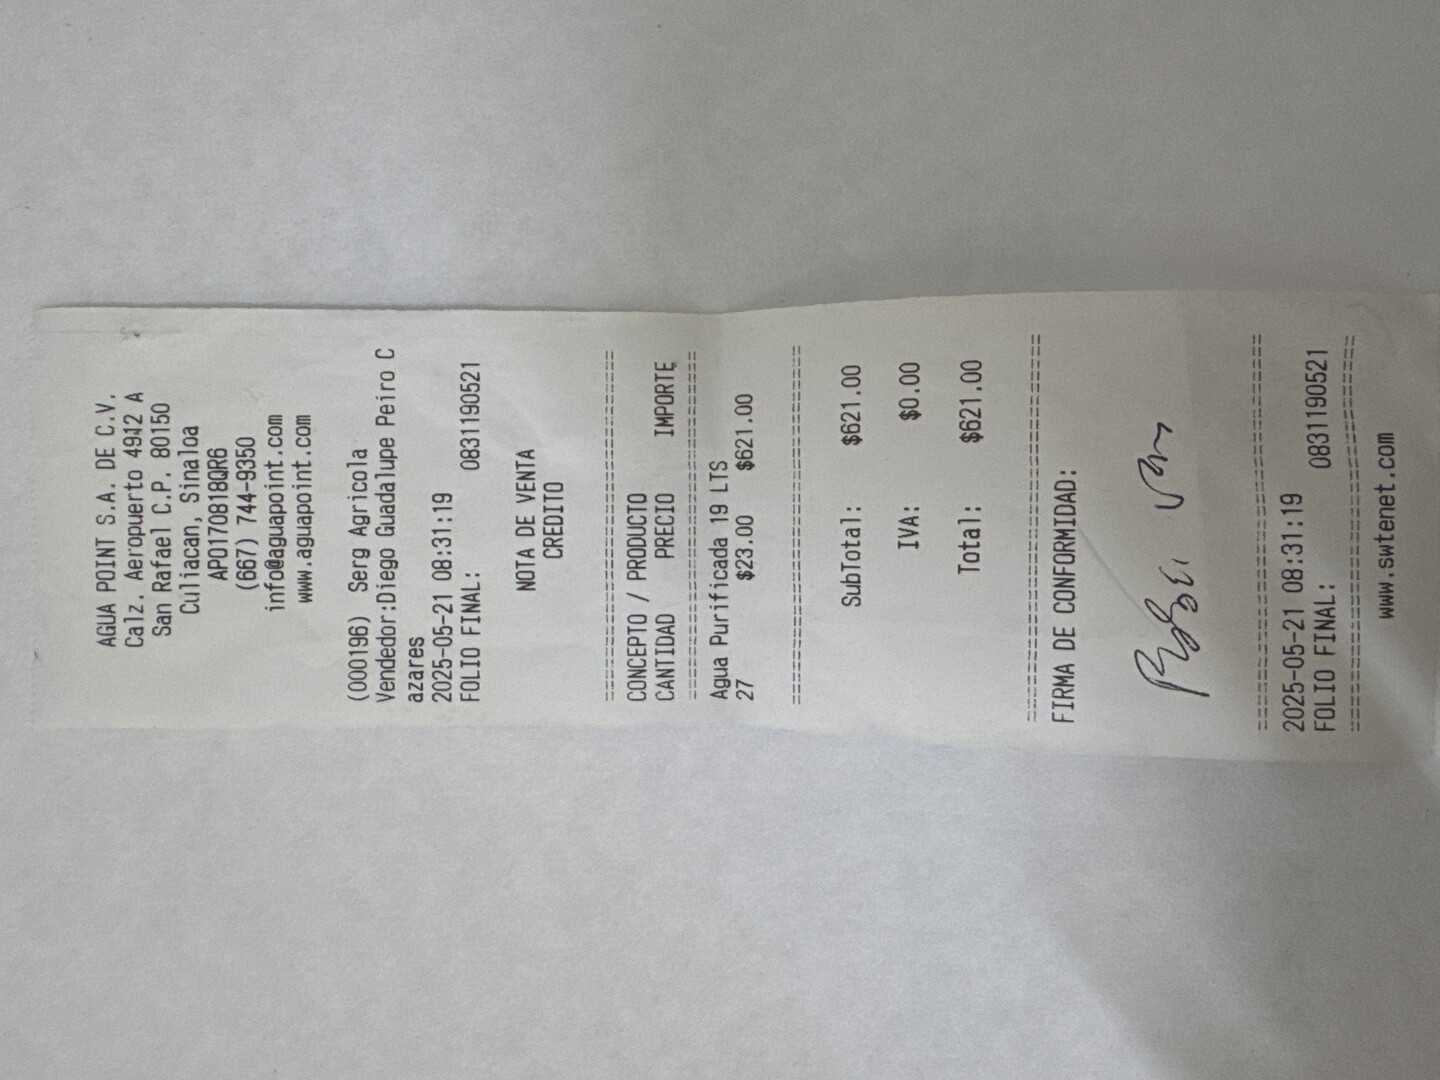 AGUA POINT S.A. DE C.V.
Calz. Aeropuerto 4942 A
San Rafael C.P. 80150
Culiacan, Sinaloa
APO170818QR6
(667) 744-9350
info@aguapoint.com
www.aguapoint.com
(000196) Serg Agricola
Vendedor:Diego Guadalupe Peiro C
azares
2025-05-21 08:31:19
FOLIO FINAL: 0831190521
NOTA DE VENTA
CREDITO
================================
CONCEPTO / PRODUCTO
CANTIDAD PRECIO IMPORTE
================================
Agua Purificada 19 LTS
27 $23.00 $621.00
================================
SubTotal: $621.00
IVA: $0.00
Total: $621.00
================================
FIRMA DE CONFORMIDAD:
================================
2025-05-21 08:31:19
FOLIO FINAL: 0831190521
================================
www.swtenet.com